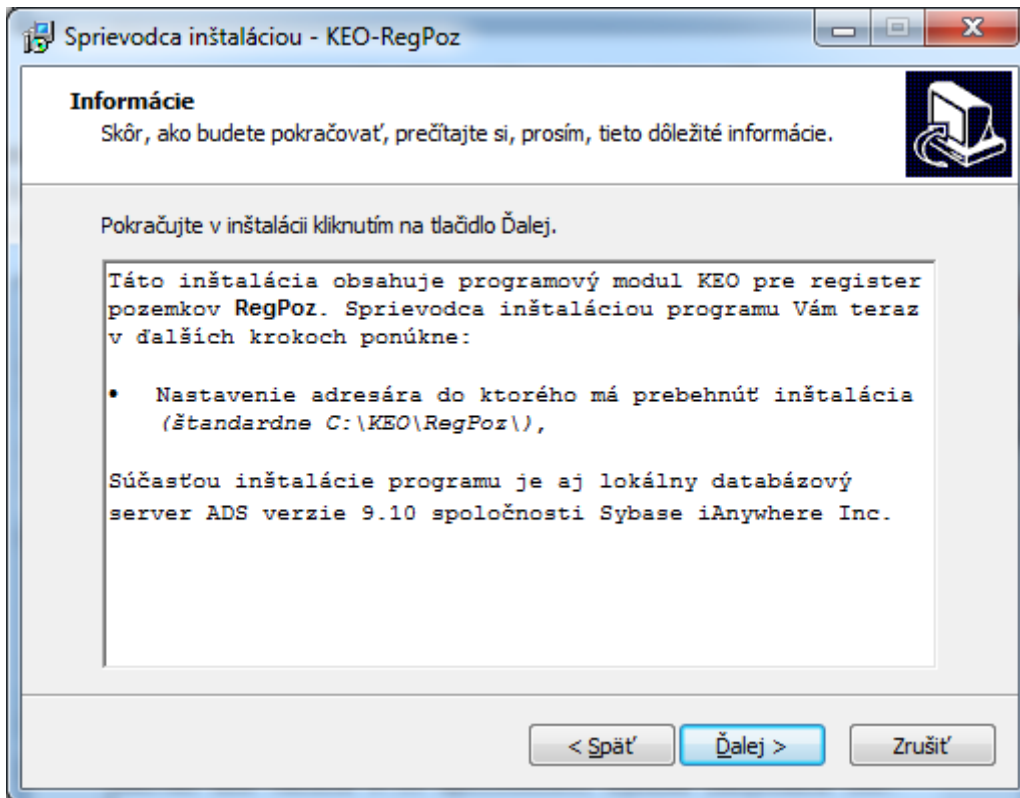 Sprievodca inštaláciou - KEO-RegPoz
Informácie
Skôr, ako budete pokračovať, prečítajte si, prosím, tieto dôležité informácie.
Pokračujte v inštalácii kliknutím na tlačidlo Ďalej.
Táto inštalácia obsahuje programový modul KEO pre register
pozemkov RegPoz. Sprievodca inštaláciou programu Vám teraz
v ďalších krokoch ponúkne:
• Nastavenie adresára do ktorého má prebehnúť inštalácia
(štandardne C:\KEO\RegPoz\),
Súčasťou inštalácie programu je aj lokálny databázový
server ADS verzie 9.10 spoločnosti Sybase iAnywhere Inc.
< Späť
Ďalej >
Zrušiť